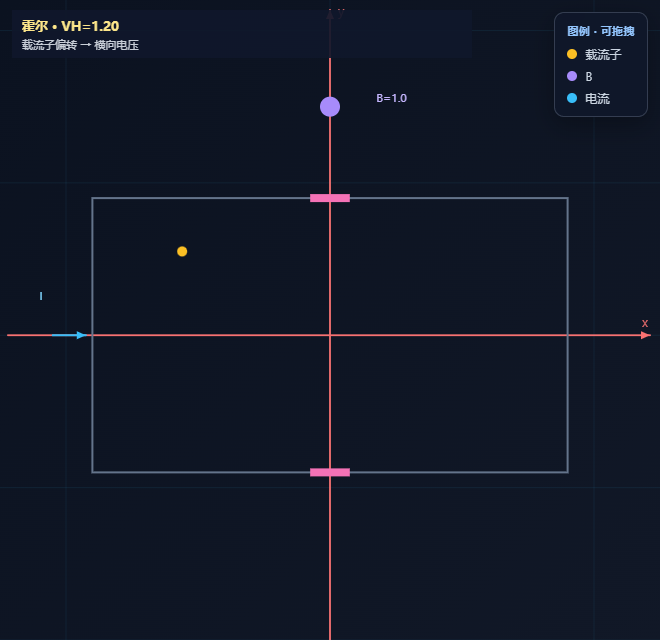 霍尔 • VH=1.20
载流子偏转 → 横向电压
图例 · 可拖拽
载流子
B
电流
B=1.0
I
x